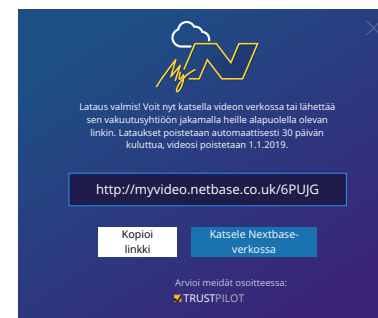 My N
Lataus valmis! Voit nyt katsella videon verkossa tai lähettää
sen vakuutusyhtiöön jakamalla heille alapuolella olevan
linkin. Lataukset poistetaan automaattisesti 30 päivän
kuluttua, videosi poistetaan 1.1.2019.
http://myvideo.netbase.co.uk/6PUJG
Kopioi
linkki
Katsele Nextbase-
verkossa
Arvioi meidät osoitteessa:
TRUSTPILOT